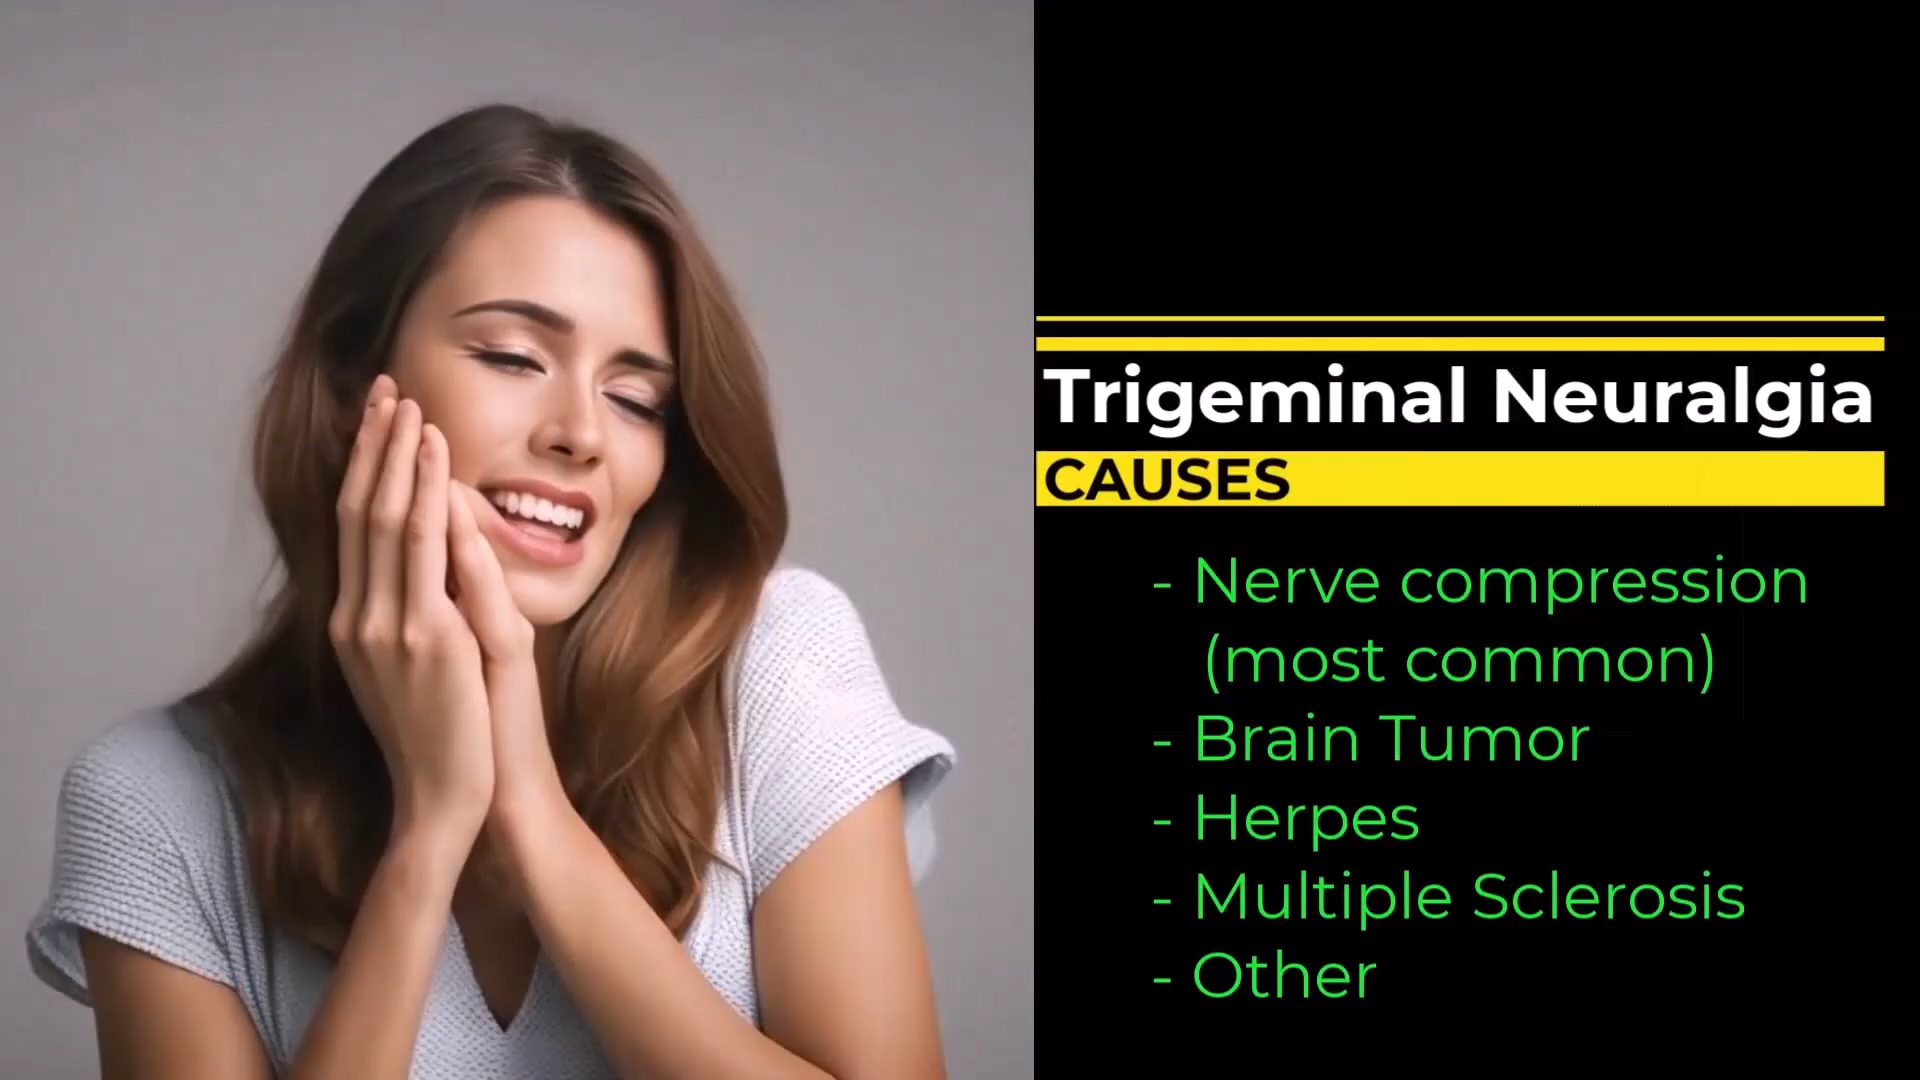 Trigeminal Neuralgia
CAUSES
- Nerve compression
(most common)
- Brain Tumor
- Herpes
- Multiple Sclerosis
- Other